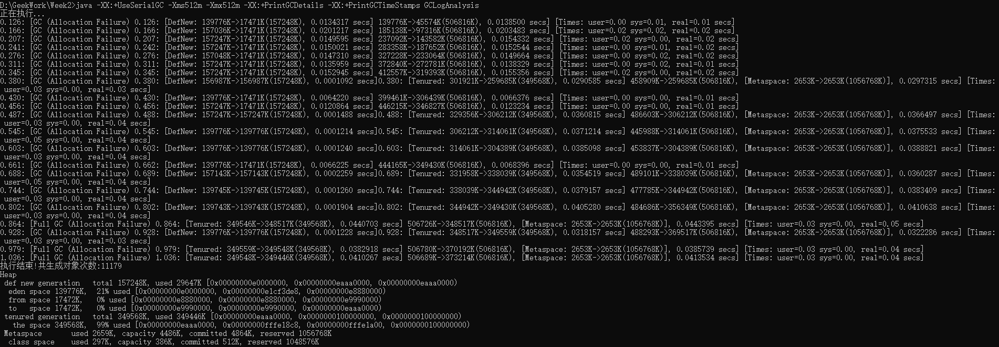 D:\GeekWork\Week2>java -XX:+UseSerialGC -Xms512m -Xmx512m -XX:+PrintGCDetails -XX:+PrintGCTimeStamps GCLogAnalysis
正在执行...
0.126: [GC (Allocation Failure) 0.126: [DefNew: 139776K->17471K(157248K), 0.0134317 secs] 139776K->45574K(506816K), 0.0138500 secs] [Times: user=0.00 sys=0.01, real=0.01 secs]
0.166: [GC (Allocation Failure) 0.166: [DefNew: 157036K->17471K(157248K), 0.0201217 secs] 185138K->97316K(506816K), 0.0203483 secs] [Times: user=0.02 sys=0.02, real=0.02 secs]
0.207: [GC (Allocation Failure) 0.207: [DefNew: 157247K->17471K(157248K), 0.0149595 secs] 237092K->143582K(506816K), 0.0154332 secs] [Times: user=0.02 sys=0.00, real=0.02 secs]
0.241: [GC (Allocation Failure) 0.242: [DefNew: 157247K->17471K(157248K), 0.0150021 secs] 283358K->187652K(506816K), 0.0152544 secs] [Times: user=0.00 sys=0.01, real=0.02 secs]
0.276: [GC (Allocation Failure) 0.276: [DefNew: 157048K->17471K(157248K), 0.0147310 secs] 327228K->233064K(506816K), 0.0149664 secs] [Times: user=0.00 sys=0.02, real=0.02 secs]
0.311: [GC (Allocation Failure) 0.311: [DefNew: 157247K->17471K(157248K), 0.0135959 secs] 372840K->272781K(506816K), 0.0138329 secs] [Times: user=0.00 sys=0.02, real=0.01 secs]
0.345: [GC (Allocation Failure) 0.345: [DefNew: 157247K->17471K(157248K), 0.0152945 secs] 412557K->319393K(506816K), 0.0155356 secs] [Times: user=0.02 sys=0.00, real=0.02 secs]
0.380: [GC (Allocation Failure) 0.380: [DefNew: 156987K->156987K(157248K), 0.0001092 secs]0.380: [Tenured: 301921K->259685K(349568K), 0.0290585 secs] 458909K->259685K(506816K), [Metaspace: 2653K->2653K(1056768K)], 0.0297315 secs] [Times:
 user=0.03 sys=0.00, real=0.03 secs]
0.430: [GC (Allocation Failure) 0.430: [DefNew: 139776K->17471K(157248K), 0.0064220 secs] 399461K->306439K(506816K), 0.0066376 secs] [Times: user=0.00 sys=0.00, real=0.01 secs]
0.456: [GC (Allocation Failure) 0.456: [DefNew: 157247K->17471K(157248K), 0.0120864 secs] 446215K->346827K(506816K), 0.0123234 secs] [Times: user=0.00 sys=0.00, real=0.01 secs]
0.487: [GC (Allocation Failure) 0.488: [DefNew: 157247K->157247K(157248K), 0.0001488 secs]0.488: [Tenured: 329356K->306212K(349568K), 0.0360815 secs] 486603K->306212K(506816K), [Metaspace: 2653K->2653K(1056768K)], 0.0366497 secs] [Times:
 user=0.03 sys=0.00, real=0.04 secs]
0.545: [GC (Allocation Failure) 0.545: [DefNew: 139776K->139776K(157248K), 0.0001214 secs]0.545: [Tenured: 306212K->314061K(349568K), 0.0371214 secs] 445988K->314061K(506816K), [Metaspace: 2653K->2653K(1056768K)], 0.0375533 secs] [Times:
 user=0.05 sys=0.00, real=0.04 secs]
0.603: [GC (Allocation Failure) 0.603: [DefNew: 139776K->139776K(157248K), 0.0001240 secs]0.603: [Tenured: 314061K->304389K(349568K), 0.0385098 secs] 453837K->304389K(506816K), [Metaspace: 2653K->2653K(1056768K)], 0.0388821 secs] [Times:
 user=0.03 sys=0.00, real=0.04 secs]
0.661: [GC (Allocation Failure) 0.662: [DefNew: 139776K->17471K(157248K), 0.0066225 secs] 444165K->349430K(506816K), 0.0068396 secs] [Times: user=0.00 sys=0.00, real=0.01 secs]
0.688: [GC (Allocation Failure) 0.689: [DefNew: 157143K->157143K(157248K), 0.0002259 secs]0.689: [Tenured: 331958K->338039K(349568K), 0.0354519 secs] 489101K->338039K(506816K), [Metaspace: 2653K->2653K(1056768K)], 0.0360287 secs] [Times:
 user=0.05 sys=0.00, real=0.04 secs]
0.744: [GC (Allocation Failure) 0.744: [DefNew: 139745K->139745K(157248K), 0.0001260 secs]0.744: [Tenured: 338039K->344942K(349568K), 0.0379157 secs] 477785K->344942K(506816K), [Metaspace: 2653K->2653K(1056768K)], 0.0383409 secs] [Times:
 user=0.03 sys=0.00, real=0.04 secs]
0.802: [GC (Allocation Failure) 0.802: [DefNew: 139743K->139743K(157248K), 0.0001904 secs]0.802: [Tenured: 344942K->349430K(349568K), 0.0405280 secs] 484686K->356349K(506816K), [Metaspace: 2653K->2653K(1056768K)], 0.0410638 secs] [Times:
 user=0.03 sys=0.00, real=0.04 secs]
0.864: [Full GC (Allocation Failure) 0.864: [Tenured: 349546K->348517K(349568K), 0.0440703 secs] 506726K->348517K(506816K), [Metaspace: 2653K->2653K(1056768K)], 0.0443395 secs] [Times: user=0.03 sys=0.00, real=0.05 secs]
0.928: [GC (Allocation Failure) 0.928: [DefNew: 139776K->139776K(157248K), 0.0001228 secs]0.928: [Tenured: 348517K->349559K(349568K), 0.0318157 secs] 488293K->369517K(506816K), [Metaspace: 2653K->2653K(1056768K)], 0.0322286 secs] [Times:
 user=0.03 sys=0.00, real=0.03 secs]
0.979: [Full GC (Allocation Failure) 0.979: [Tenured: 349559K->349548K(349568K), 0.0382918 secs] 506780K->370192K(506816K), [Metaspace: 2653K->2653K(1056768K)], 0.0385739 secs] [Times: user=0.03 sys=0.00, real=0.04 secs]
1.036: [Full GC (Allocation Failure) 1.036: [Tenured: 349548K->349446K(349568K), 0.0410267 secs] 506689K->373214K(506816K), [Metaspace: 2653K->2653K(1056768K)], 0.0413534 secs] [Times: user=0.03 sys=0.00, real=0.04 secs]
执行结束!共生成对象次数:11179
Heap
 def new generation   total 157248K, used 29647K [0x00000000e0000000, 0x00000000eaaa0000, 0x00000000eaaa0000)
  eden space 139776K,  21% used [0x00000000e0000000, 0x00000000e1cf3de8, 0x00000000e8880000)
  from space 17472K,   0% used [0x00000000e8880000, 0x00000000e8880000, 0x00000000e9990000)
  to   space 17472K,   0% used [0x00000000e9990000, 0x00000000e9990000, 0x00000000eaaa0000)
 tenured generation   total 349568K, used 349446K [0x00000000eaaa0000, 0x0000000100000000, 0x0000000100000000)
   the space 349568K,  99% used [0x00000000eaaa0000, 0x00000000fffe18c8, 0x00000000fffe1a00, 0x0000000100000000)
 Metaspace       used 2659K, capacity 4486K, committed 4864K, reserved 1056768K
  class space    used 297K, capacity 386K, committed 512K, reserved 1048576K